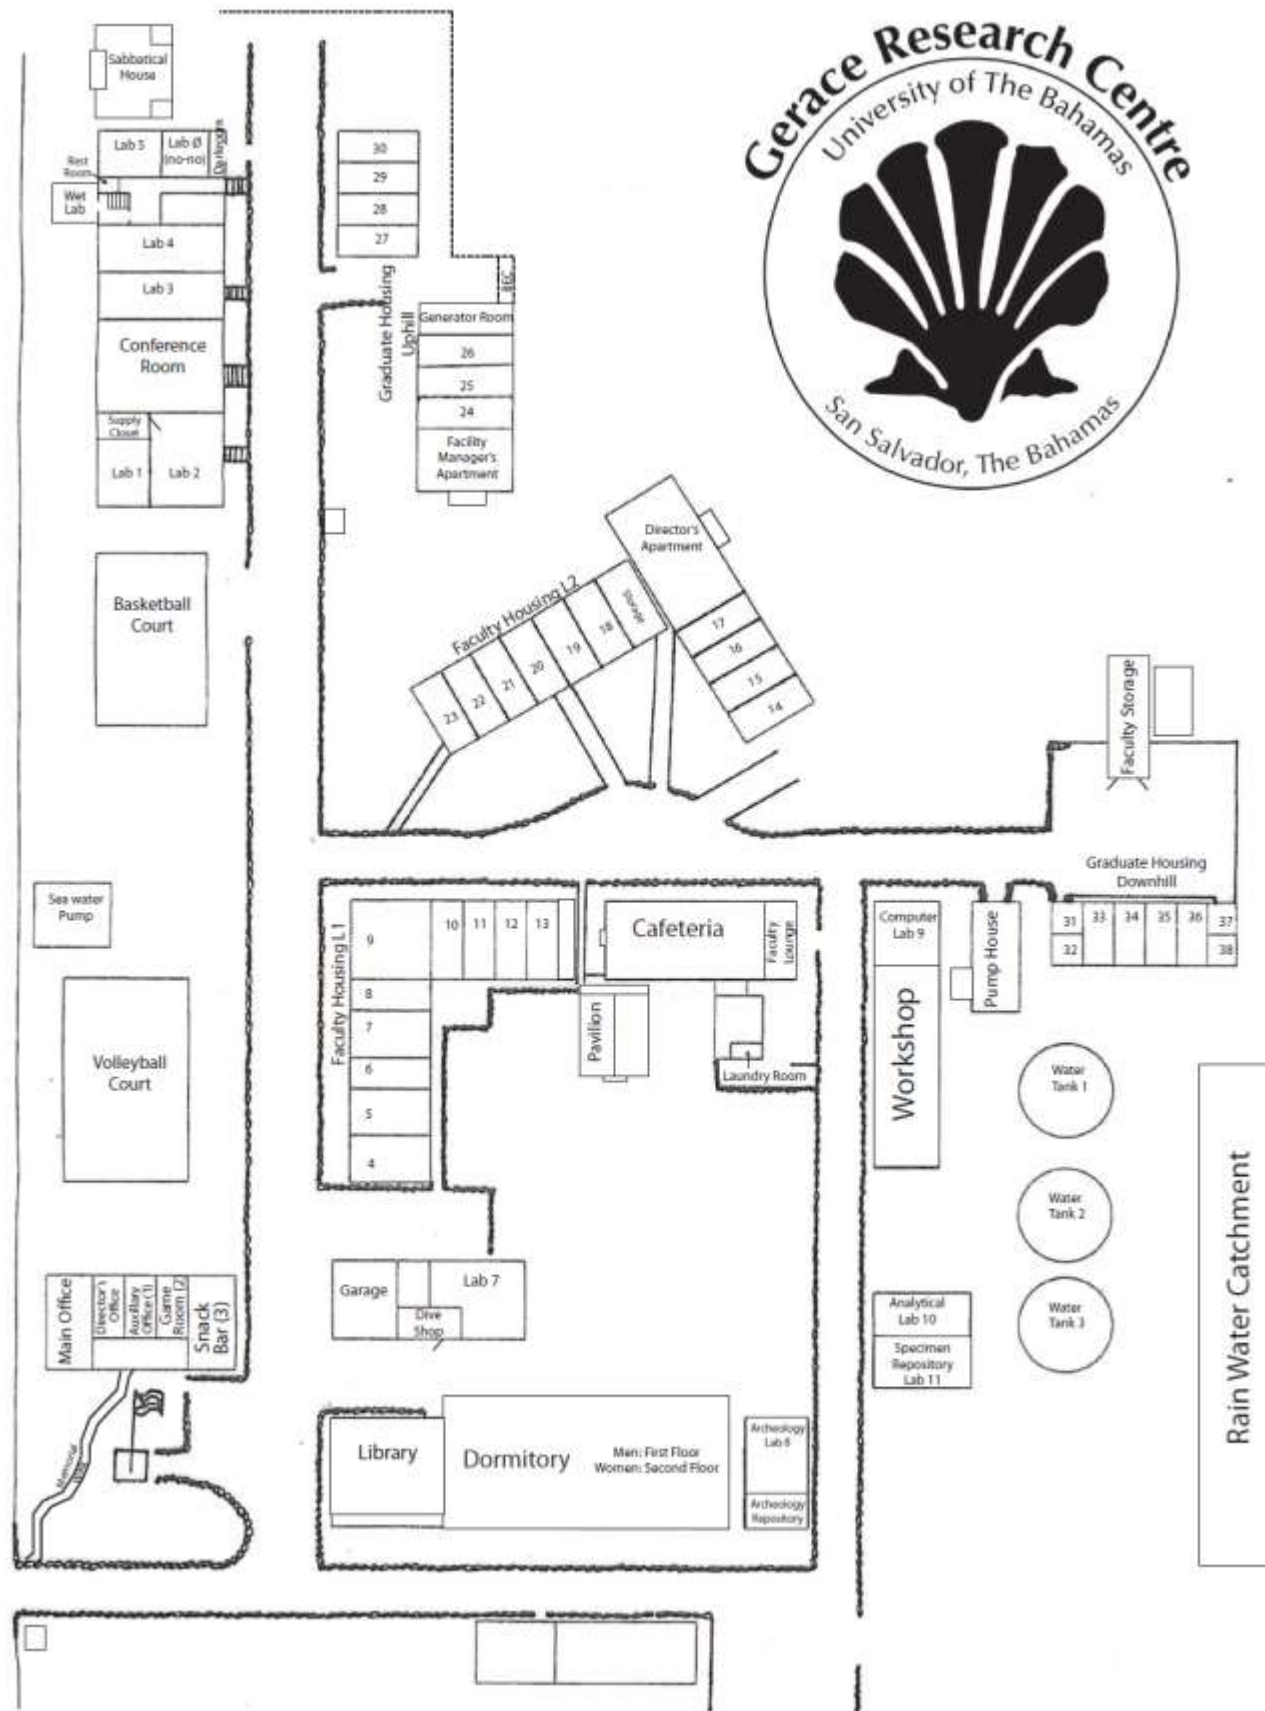 Gerace Research Centre
University of The Bahamas
San Salvador, The Bahamas
Sabbatical
House
Lab 5
Lab Ø
(no-no)
Darkroom
Rest
Room
Wet
Lab
Lab 4
Lab 3
Conference
Room
Supply
Closet
Lab 1
Lab 2
30
29
28
27
Graduate Housing
Uphill
BEC
Generator Room
26
25
24
Facility
Manager's
Apartment
Director's
Apartment
Faculty Housing L2
Storage
18
19
20
21
22
23
17
16
15
14
Basketball
Court
Faculty Storage
Graduate Housing
Downhill
31
32
33
34
35
36
37
38
Sea water
Pump
Volleyball
Court
Faculty Housing L1
9
10
11
12
13
8
7
6
5
4
Cafeteria
Faculty
Lounge
Pavilion
Laundry Room
Computer
Lab 9
Workshop
Pump House
Water
Tank 1
Water
Tank 2
Water
Tank 3
Rain Water Catchment
Main Office
Director's
Office
Auxillary
Office (1)
Game
Room (2)
Snack
Bar (3)
Garage
Dive
Shop
Lab 7
Analytical
Lab 10
Specimen
Repository
Lab 11
Memorial
Library
Dormitory
Men: First Floor
Women: Second Floor
Archeology
Lab 8
Archeology
Repository